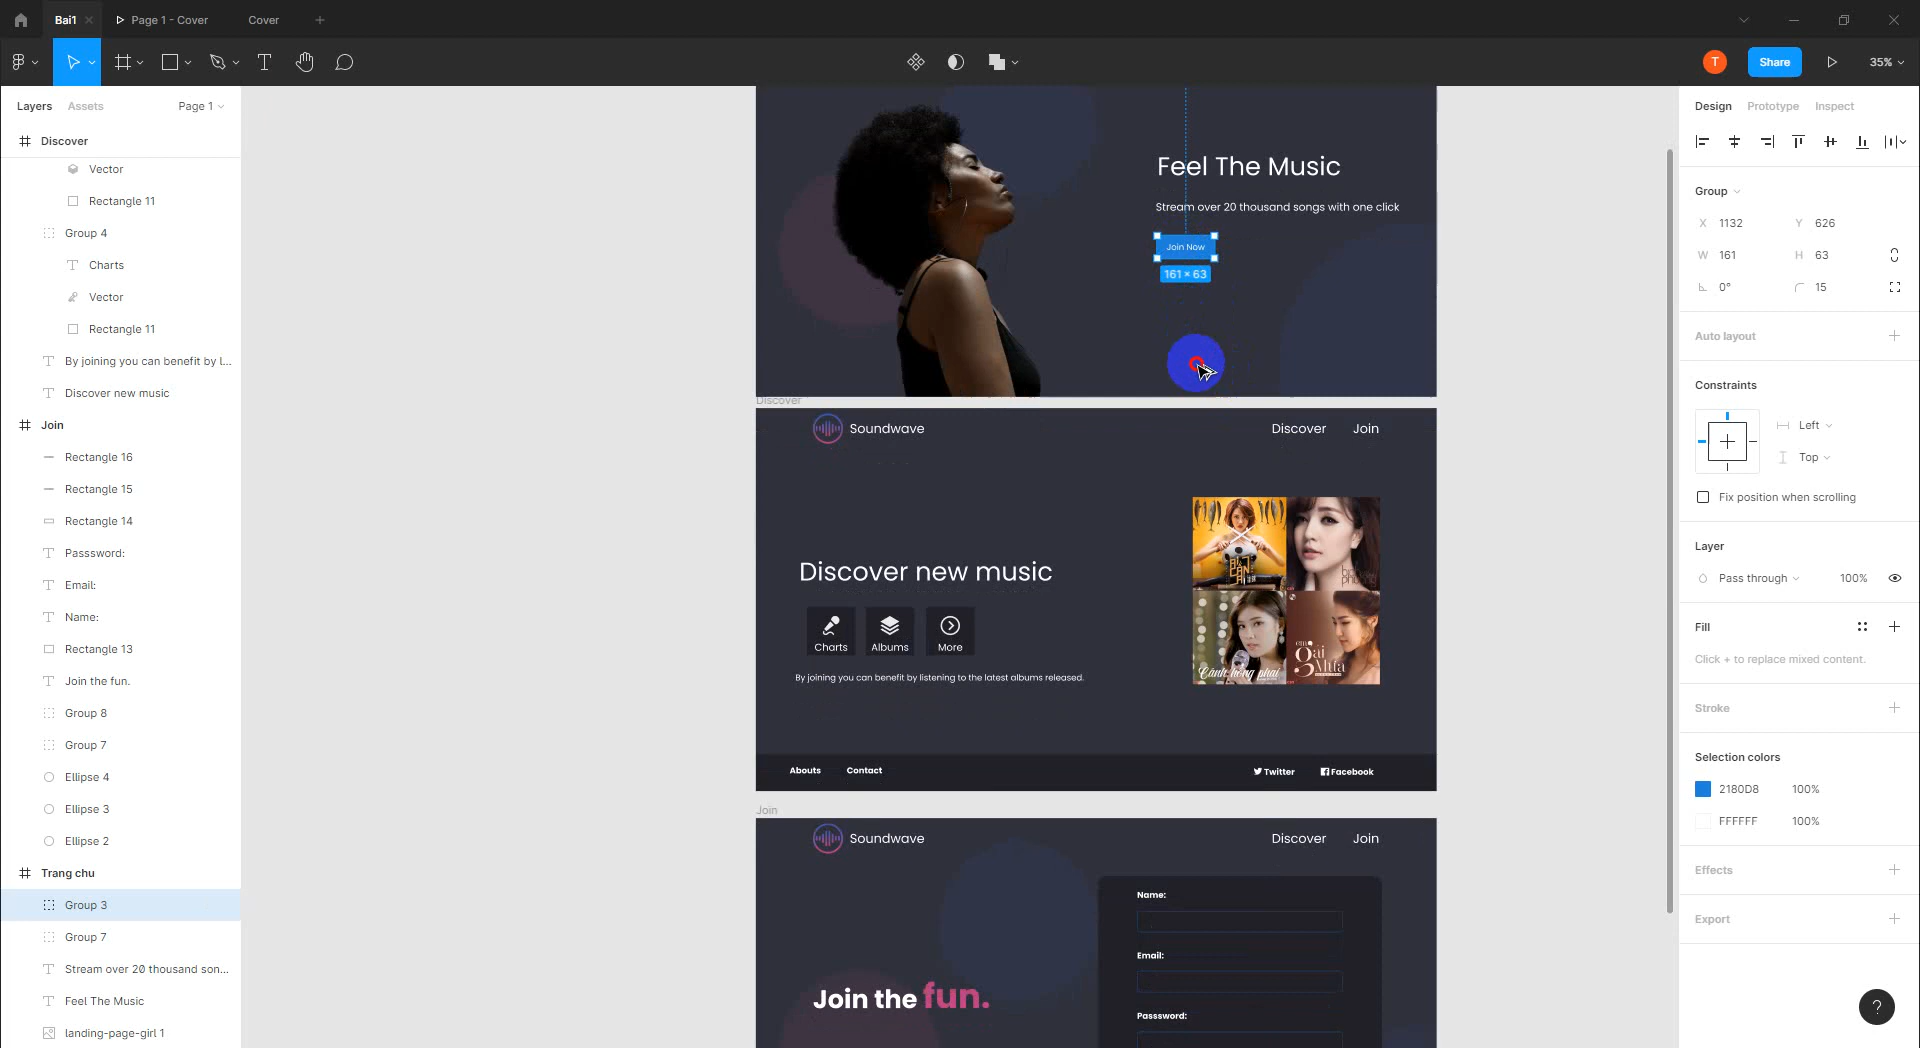 Bai1
Page 1 - Cover
Cover
T
Share
35%
Layers
Assets
Page 1
Design
Prototype
Inspect
Discover
Vector
Rectangle 11
Group 4
Charts
Vector
Rectangle 11
By joining you can benefit by l...
Discover new music
Join
Rectangle 16
Rectangle 15
Rectangle 14
Passsword:
Email:
Name:
Rectangle 13
Join the fun.
Group 8
Group 7
Ellipse 4
Ellipse 3
Ellipse 2
Trang chu
Group 3
Group 7
Stream over 20 thousand son...
Feel The Music
landing-page-girl 1
Feel The Music
Stream over 20 thousand songs with one click
Join Now
161 × 63
Discover
Soundwave
Discover
Join
Discover new music
Charts
Albums
More
By joining you can benefit by listening to the latest albums released.
Cánh hồng phai
em
gái
mưa
Abouts
Contact
Twitter
Facebook
Join
Soundwave
Discover
Join
Name:
Email:
Passsword:
Join the fun.
Group
X 1132
Y 626
W 161
H 63
0°
15
Auto layout
Constraints
Left
Top
Fix position when scrolling
Layer
Pass through
100%
Fill
Click + to replace mixed content.
Stroke
Selection colors
2180D8
100%
FFFFFF
100%
Effects
Export
?